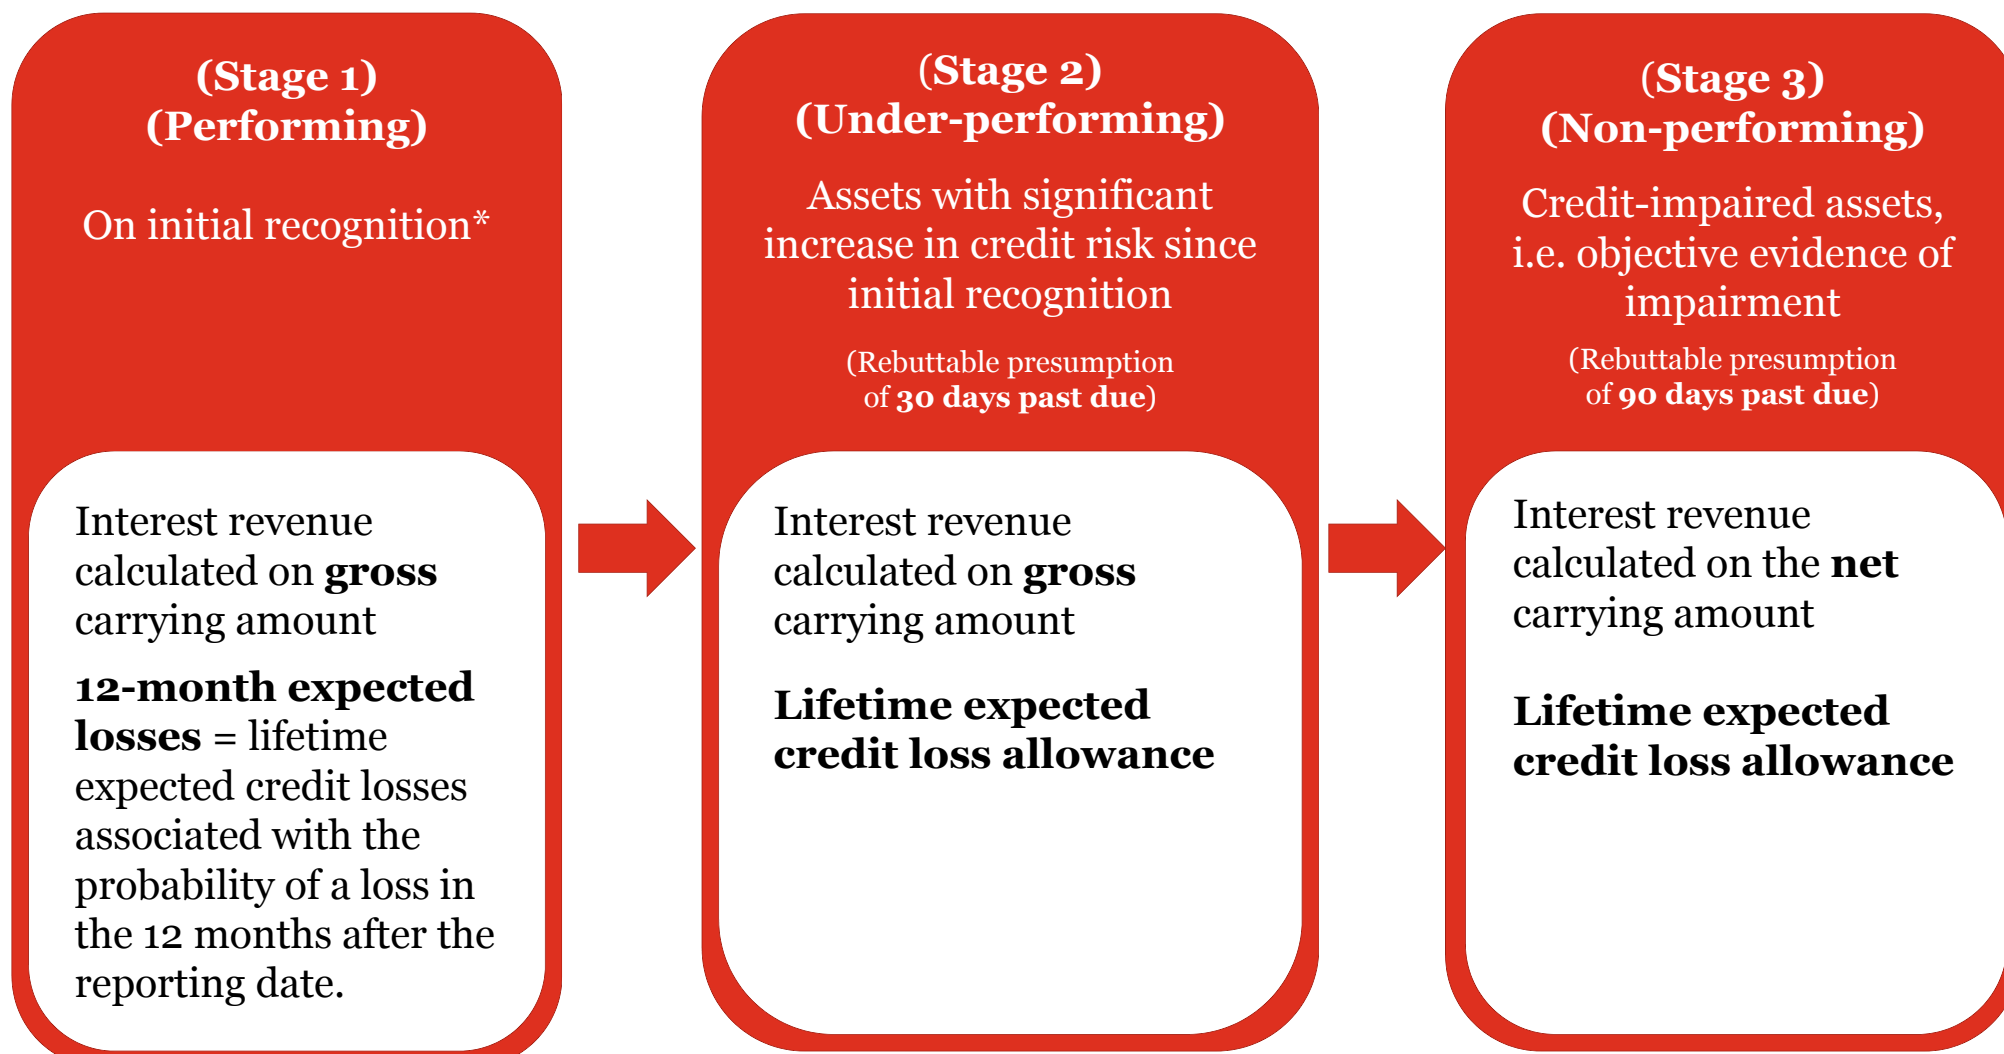 (Stage 1)
(Performing)
On initial recognition*
Interest revenue
calculated on gross
carrying amount
12-month expected
losses = lifetime
expected credit losses
associated with the
probability of a loss in
the 12 months after the
reporting date.
(Stage 2)
(Under-performing)
Assets with significant
increase in credit risk since
initial recognition
(Rebuttable presumption
of 30 days past due)
Interest revenue
calculated on gross
carrying amount
Lifetime expected
credit loss allowance
(Stage 3)
(Non-performing)
Credit-impaired assets,
i.e. objective evidence of
impairment
(Rebuttable presumption
of 90 days past due)
Interest revenue
calculated on the net
carrying amount
Lifetime expected
credit loss allowance